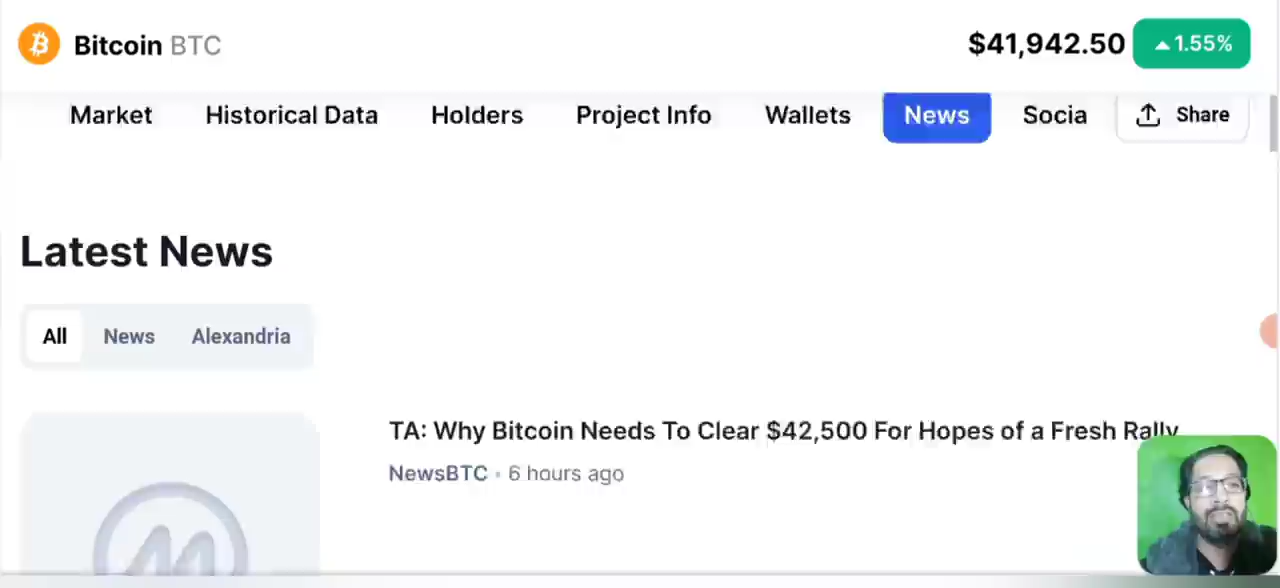 Bitcoin BTC
$41,942.50
1.55%
Market Historical Data Holders Project Info Wallets News Socia Share
Latest News
All News Alexandria
TA: Why Bitcoin Needs To Clear $42,500 For Hopes of a Fresh Rally
NewsBTC • 6 hours ago